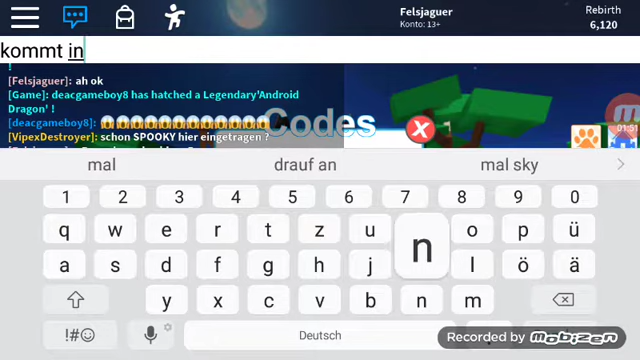 Felsjaguer
Konto: 13+
Rebirth
6,120
kommt in
!
[Felsjaguer]: ah ok
[Game]: deacgameboy8 has hatched a Legendary'Android
Dragon' !
[deacgameboy8]:
[VipexDestroyer]: schon SPOOKY hier eingetragen ?
Codes
X
01:51
mal drauf an mal sky
1 2 3 4 5 6 7 8 9 0
q w e r t z u n o p ü
a s d f g h j l ö ä
y x c v b n m
!#☺ Deutsch
Recorded by MOBIZEN